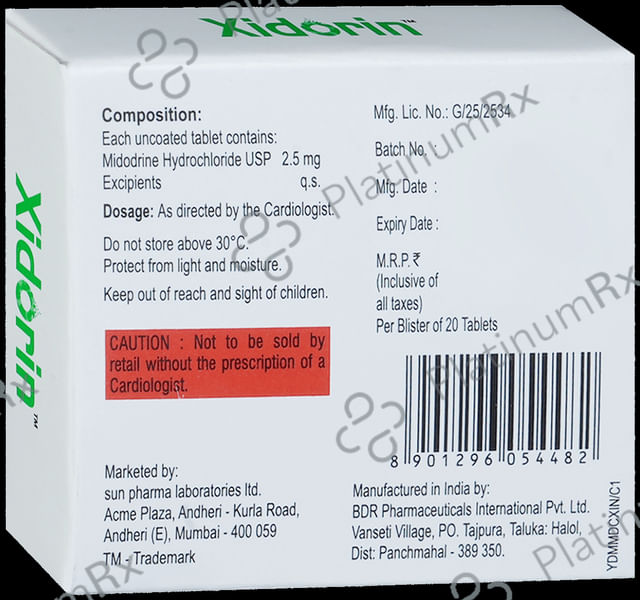 Xidorin™
Xidorin™
Composition:
Each uncoated tablet contains:
Midodrine Hydrochloride USP 2.5 mg
Excipients q.s.
Dosage: As directed by the Cardiologist.
Do not store above 30°C.
Protect from light and moisture.
Keep out of reach and sight of children.
CAUTION : Not to be sold by
retail without the prescription of a
Cardiologist.
Marketed by:
sun pharma laboratories ltd.
Acme Plaza, Andheri - Kurla Road,
Andheri (E), Mumbai - 400 059
TM - Trademark
Mfg. Lic. No.: G/25/2534
Batch No. :
Mfg. Date :
Expiry Date :
M.R.P. ₹
(Inclusive of
all taxes)
Per Blister of 20 Tablets
8 901296 054482
Manufactured in India by:
BDR Pharmaceuticals International Pvt. Ltd.
Vanseti Village, PO. Tajpura, Taluka: Halol,
Dist: Panchmahal - 389 350.
YDMMDCXIN/C1
PlatinumRx
PlatinumRx
PlatinumRx
PlatinumRx